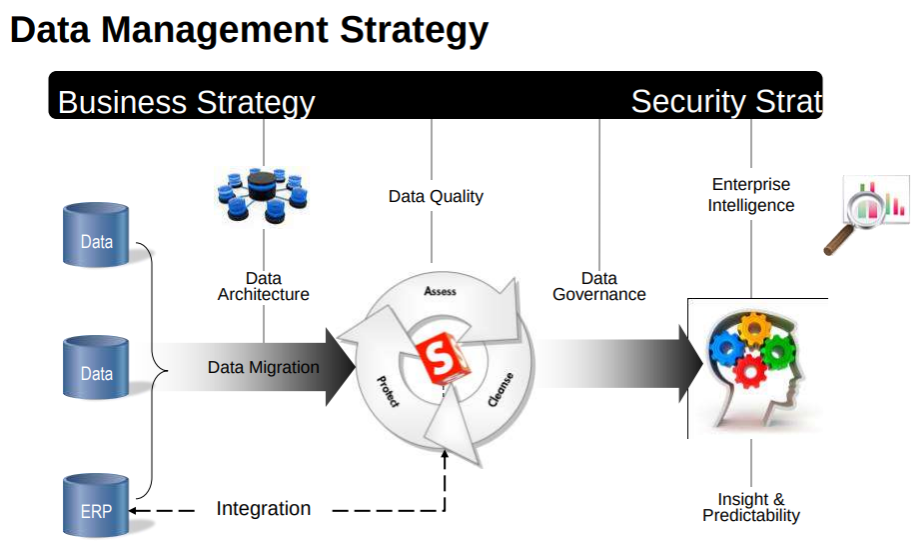 Data Management Strategy
Business Strategy
Security Strat
Data Quality
Enterprise
Intelligence
Data
Data
Architecture
Assess
Data
Governance
Data
Data Migration
S
Protect
Cleanse
ERP
Integration
Insight &
Predictability